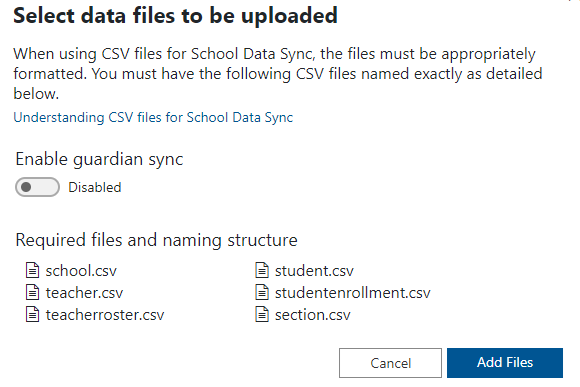 Select data files to be uploaded
When using CSV files for School Data Sync, the files must be appropriately
formatted. You must have the following CSV files named exactly as detailed
below.
Understanding CSV files for School Data Sync
Enable guardian sync
Disabled
Required files and naming structure
school.csv student.csv
teacher.csv studentenrollment.csv
teacherroster.csv section.csv
Cancel Add Files